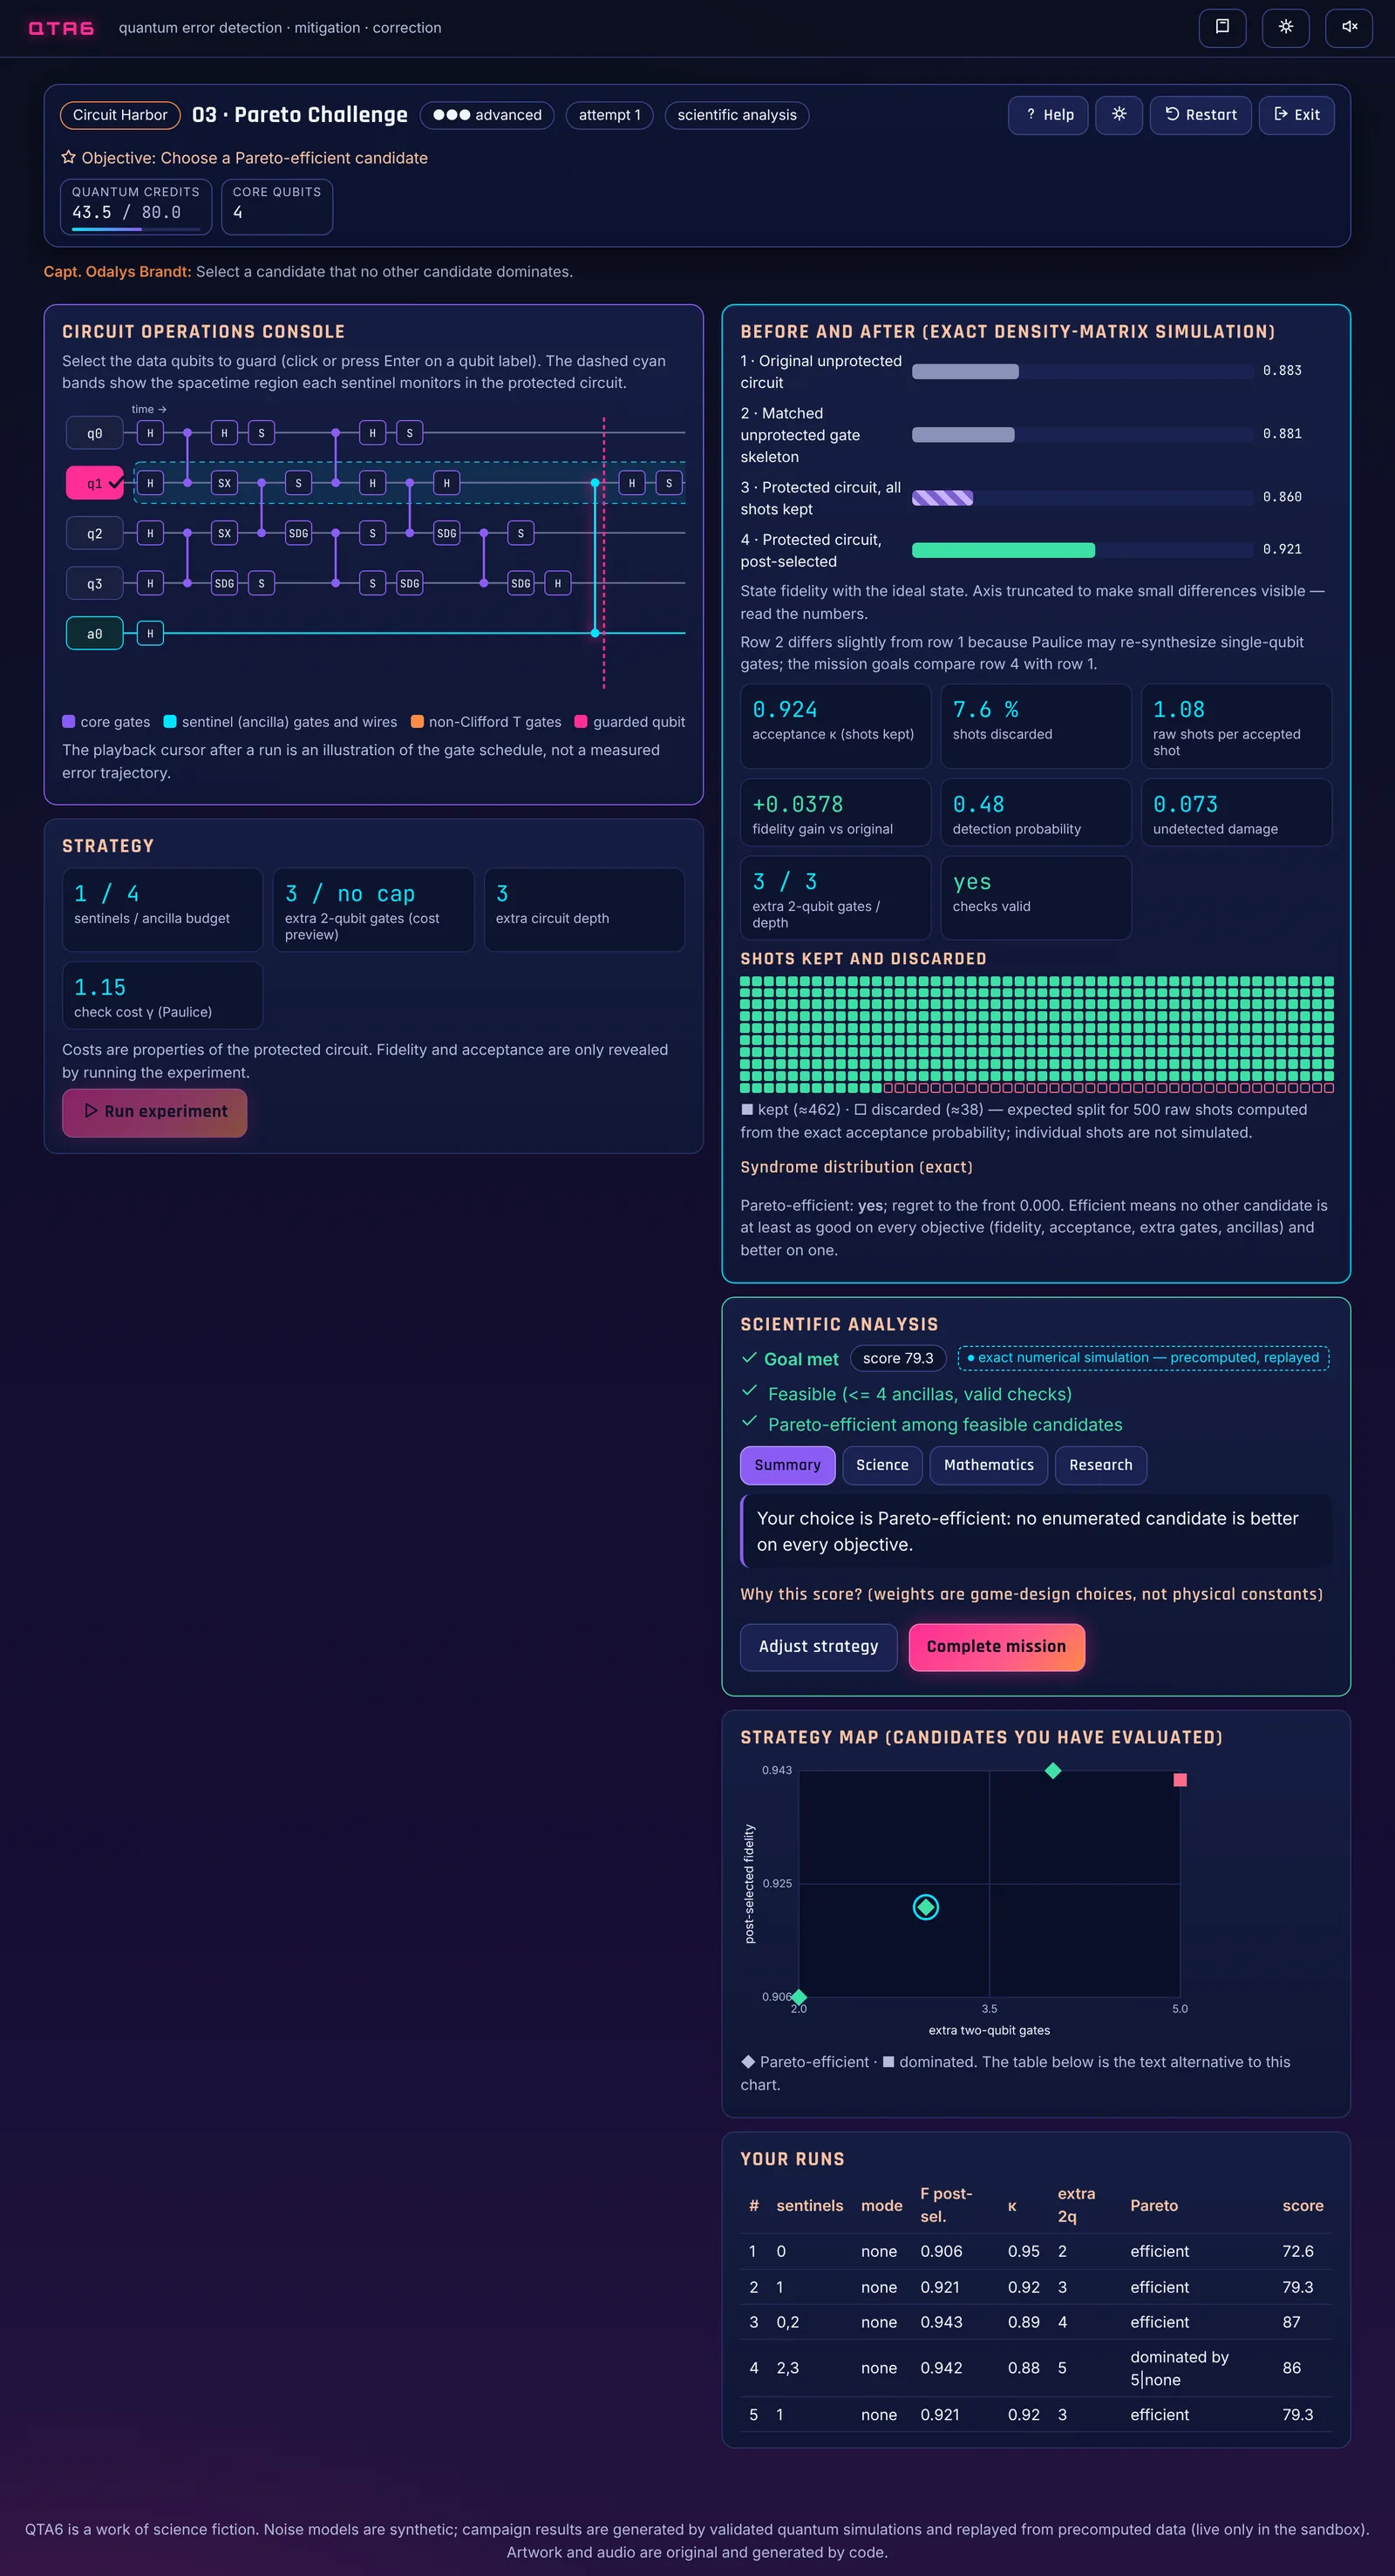 QTA6
quantum error detection · mitigation · correction
Circuit Harbor
03 · Pareto Challenge
●●● advanced
attempt 1
scientific analysis
? Help
Restart
Exit
Objective: Choose a Pareto-efficient candidate
QUANTUM CREDITS
43.5 / 80.0
CORE QUBITS
4
Capt. Odalys Brandt: Select a candidate that no other candidate dominates.
CIRCUIT OPERATIONS CONSOLE
Select the data qubits to guard (click or press Enter on a qubit label). The dashed cyan
bands show the spacetime region each sentinel monitors in the protected circuit.
time →
q0 H H S H S
q1 H SX S H H H S
q2 H SX SDG S SDG S
q3 H SDG S S SDG SDG H
a0 H
core gates
sentinel (ancilla) gates and wires
non-Clifford T gates
guarded qubit
The playback cursor after a run is an illustration of the gate schedule, not a measured
error trajectory.
STRATEGY
1 / 4
sentinels / ancilla budget
3 / no cap
extra 2-qubit gates (cost
preview)
3
extra circuit depth
1.15
check cost γ (Paulice)
Costs are properties of the protected circuit. Fidelity and acceptance are only revealed
by running the experiment.
Run experiment
BEFORE AND AFTER (EXACT DENSITY-MATRIX SIMULATION)
1 · Original unprotected
circuit
0.883
2 · Matched
unprotected gate
skeleton
0.881
3 · Protected circuit, all
shots kept
0.860
4 · Protected circuit,
post-selected
0.921
State fidelity with the ideal state. Axis truncated to make small differences visible —
read the numbers.
Row 2 differs slightly from row 1 because Paulice may re-synthesize single-qubit
gates; the mission goals compare row 4 with row 1.
0.924
acceptance κ (shots kept)
7.6 %
shots discarded
1.08
raw shots per accepted
shot
+0.0378
fidelity gain vs original
0.48
detection probability
0.073
undetected damage
3 / 3
extra 2-qubit gates /
depth
yes
checks valid
SHOTS KEPT AND DISCARDED
■ kept (≈462) · □ discarded (≈38) — expected split for 500 raw shots computed
from the exact acceptance probability; individual shots are not simulated.
Syndrome distribution (exact)
Pareto-efficient: yes; regret to the front 0.000. Efficient means no other candidate is
at least as good on every objective (fidelity, acceptance, extra gates, ancillas) and
better on one.
SCIENTIFIC ANALYSIS
Goal met
score 79.3
● exact numerical simulation — precomputed, replayed
Feasible (<= 4 ancillas, valid checks)
Pareto-efficient among feasible candidates
Summary
Science
Mathematics
Research
Your choice is Pareto-efficient: no enumerated candidate is better
on every objective.
Why this score? (weights are game-design choices, not physical constants)
Adjust strategy
Complete mission
STRATEGY MAP (CANDIDATES YOU HAVE EVALUATED)
post-selected fidelity
0.943
0.925
0.906
2.0 3.5 5.0
extra two-qubit gates
◆ Pareto-efficient · ■ dominated. The table below is the text alternative to this
chart.
YOUR RUNS
# sentinels mode F post-sel. κ extra 2q Pareto score
1 0 none 0.906 0.95 2 efficient 72.6
2 1 none 0.921 0.92 3 efficient 79.3
3 0,2 none 0.943 0.89 4 efficient 87
4 2,3 none 0.942 0.88 5 dominated by 5|none 86
5 1 none 0.921 0.92 3 efficient 79.3
QTA6 is a work of science fiction. Noise models are synthetic; campaign results are generated by validated quantum simulations and replayed from precomputed data (live only in the sandbox).
Artwork and audio are original and generated by code.